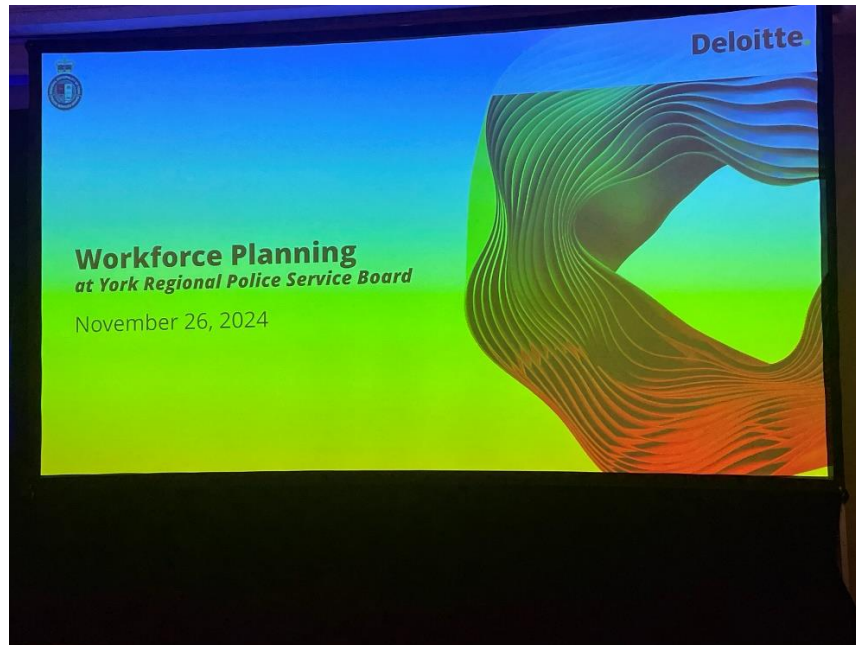 Deloitte.
Workforce Planning
at York Regional Police Service Board
November 26, 2024